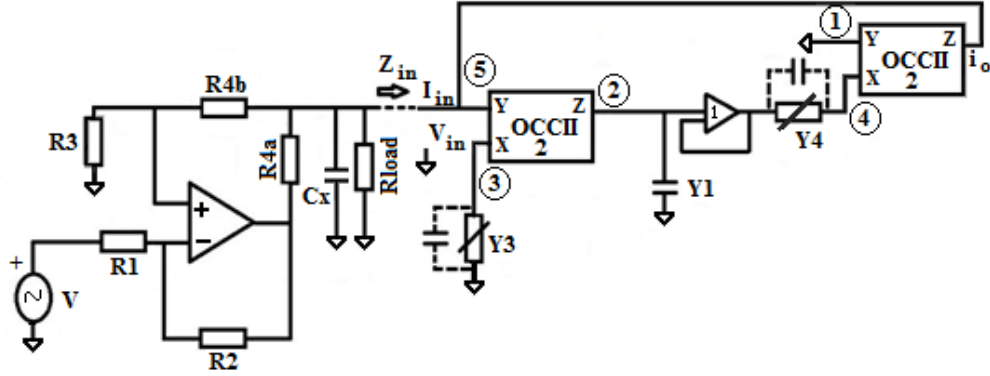 1
Y
Z
OCCII
X
2
i o
Z in
5
I in
2
R4b
Y
Z
OCCII
X
2
1
4
Y4
R3
V in
R4a
Cx
Rload
3
Y1
+
−
Y3
+
R1
V
R2